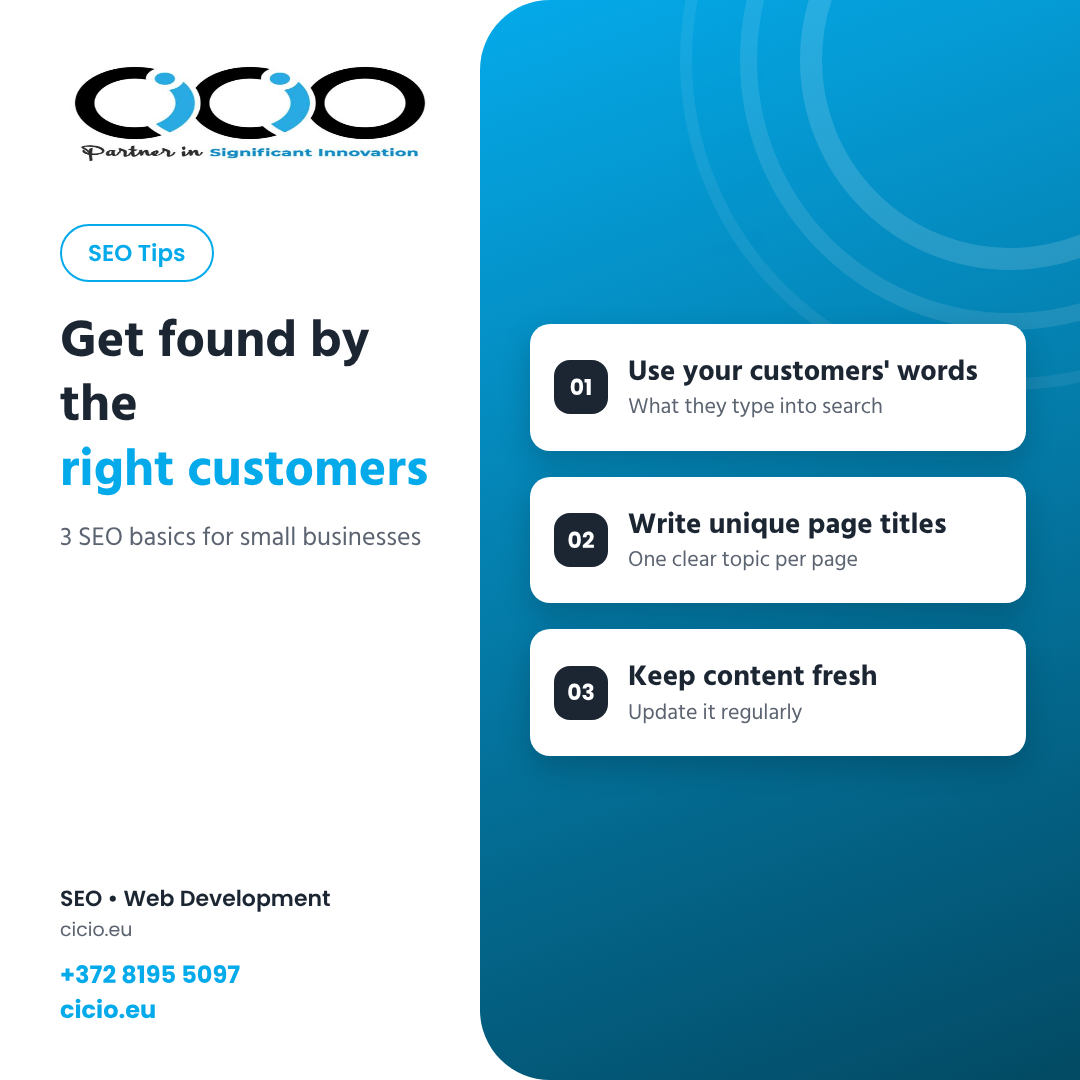 CiCiO
Partner in Significant Innovation
SEO Tips
Get found by
the
right customers
3 SEO basics for small businesses
01
Use your customers' words
What they type into search
02
Write unique page titles
One clear topic per page
03
Keep content fresh
Update it regularly
SEO • Web Development
cicio.eu
+372 8195 5097
cicio.eu